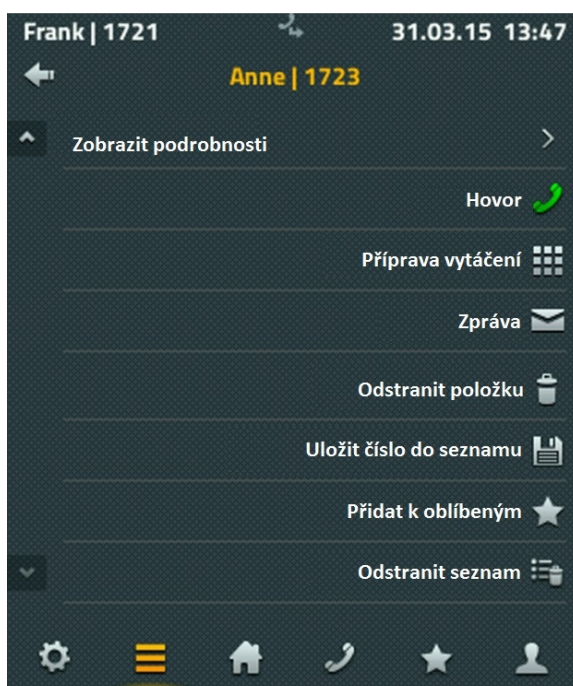 Frank | 1721 31.03.15 13:47
Anne | 1723
Zobrazit podrobnosti
Hovor
Příprava vytáčení
Zpráva
Odstranit položku
Uložit číslo do seznamu
Přidat k oblíbeným
Odstranit seznam